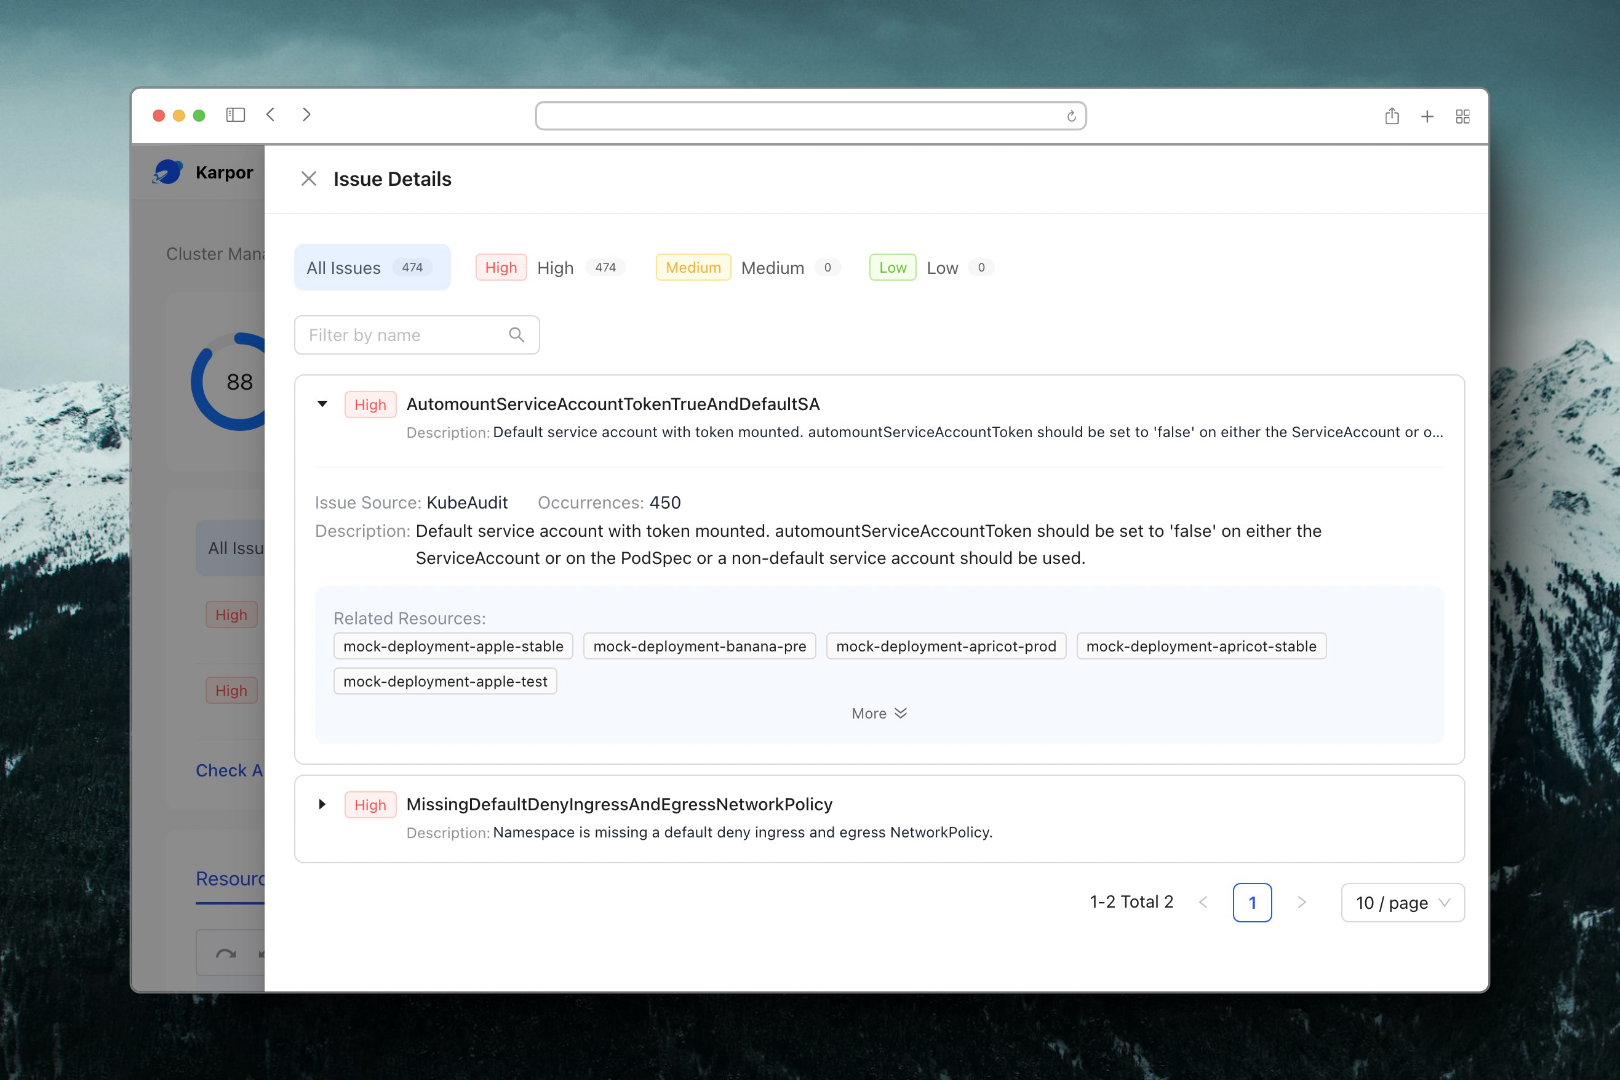 Karpor
Issue Details
Cluster Mana
All Issues 474 High High 474 Medium Medium 0 Low Low 0
Filter by name
88
High AutomountServiceAccountTokenTrueAndDefaultSA
Description: Default service account with token mounted. automountServiceAccountToken should be set to 'false' on either the ServiceAccount or o...
Issue Source: KubeAudit Occurrences: 450
Description: Default service account with token mounted. automountServiceAccountToken should be set to 'false' on either the
ServiceAccount or on the PodSpec or a non-default service account should be used.
All Issu
High
High
Check A
Resourc
Related Resources:
mock-deployment-apple-stable mock-deployment-banana-pre mock-deployment-apricot-prod mock-deployment-apricot-stable
mock-deployment-apple-test
More
High MissingDefaultDenyIngressAndEgressNetworkPolicy
Description: Namespace is missing a default deny ingress and egress NetworkPolicy.
1-2 Total 2 1 10 / page